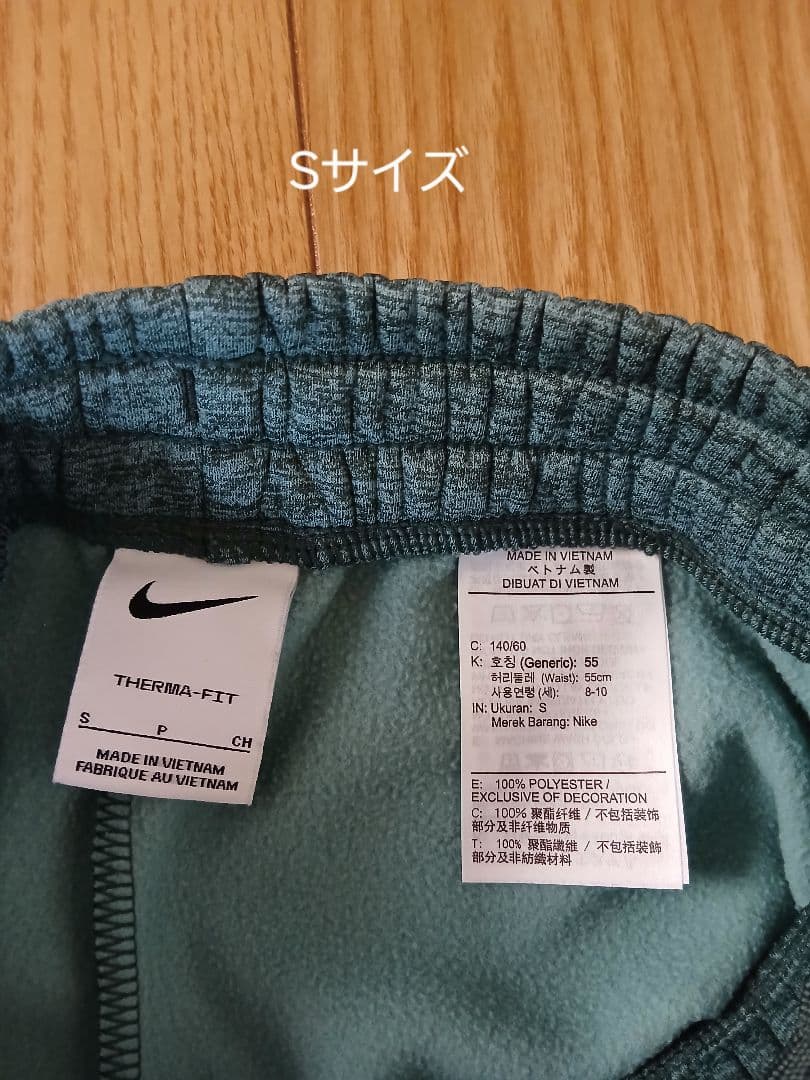 Sサイズ
THERMA-FIT
S P CH
MADE IN VIETNAM
FABRIQUE AU VIETNAM
MADE IN VIETNAM
ベトナム製
DIBUAT DI VIETNAM
C: 140/60
K: 호칭 (Generic): 55
허리둘레 (Waist): 55cm
사용연령 (세): 8-10
IN: Ukuran: S
Merek Barang: Nike
E: 100% POLYESTER /
EXCLUSIVE OF DECORATION
C: 100% 聚酯纤维 / 不包括装饰
部分及非纤维物质
T: 100% 聚酯纖維 / 不包括裝飾
部分及非紡織材料